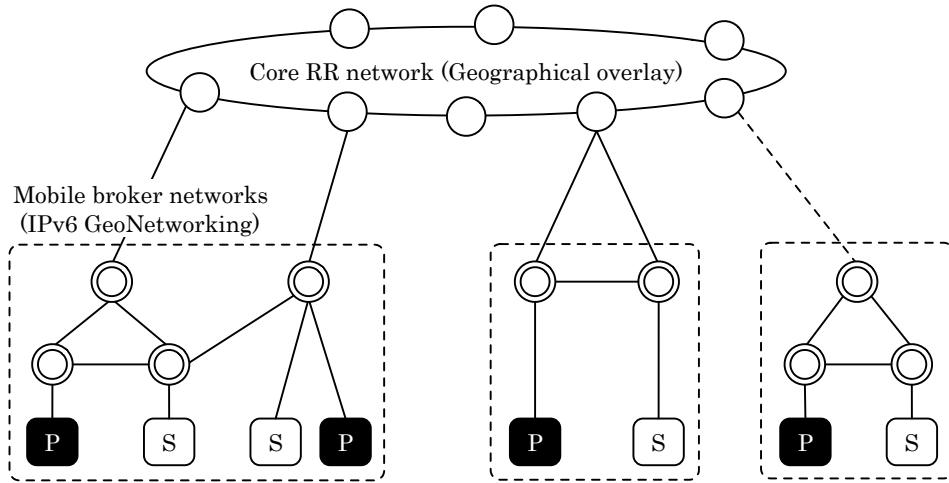 Core RR network (Geographical overlay)
Mobile broker networks
(IPv6 GeoNetworking)
P
S
S
P
P
S
P
S